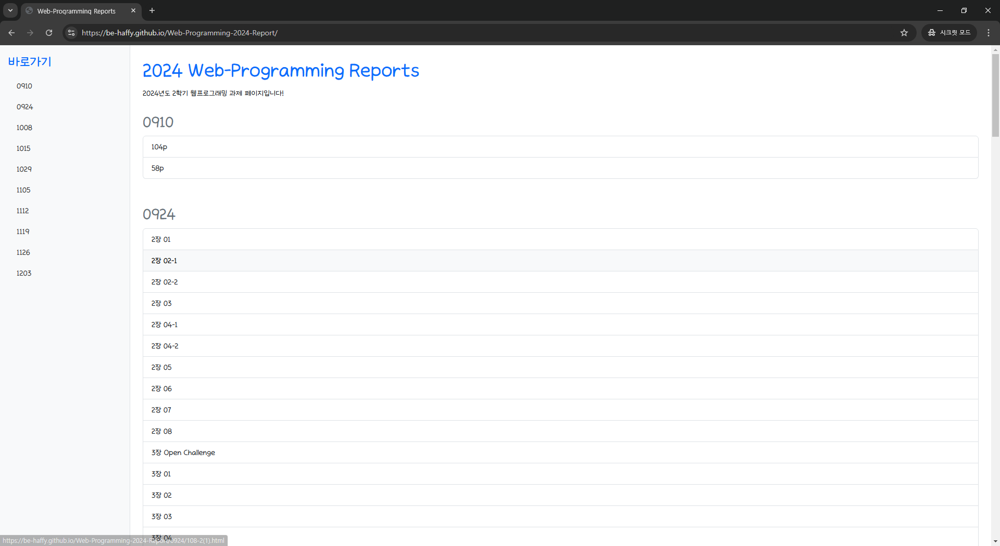 Web-Programming Reports
https://be-haffy.github.io/Web-Programming-2024-Report/
시크릿 모드
바로가기
0910
0924
1008
1015
1029
1105
1112
1119
1126
1203
2024 Web-Programming Reports
2024년도 2학기 웹프로그래밍 과제 페이지입니다!
0910
104p
58p
0924
2장 01
2장 02-1
2장 02-2
2장 03
2장 04-1
2장 04-2
2장 05
2장 06
2장 07
2장 08
3장 Open Challenge
3장 01
3장 02
3장 03
3장 04
https://be-haffy.github.io/Web-Programming-2024-Report/0924/108-2(1).html